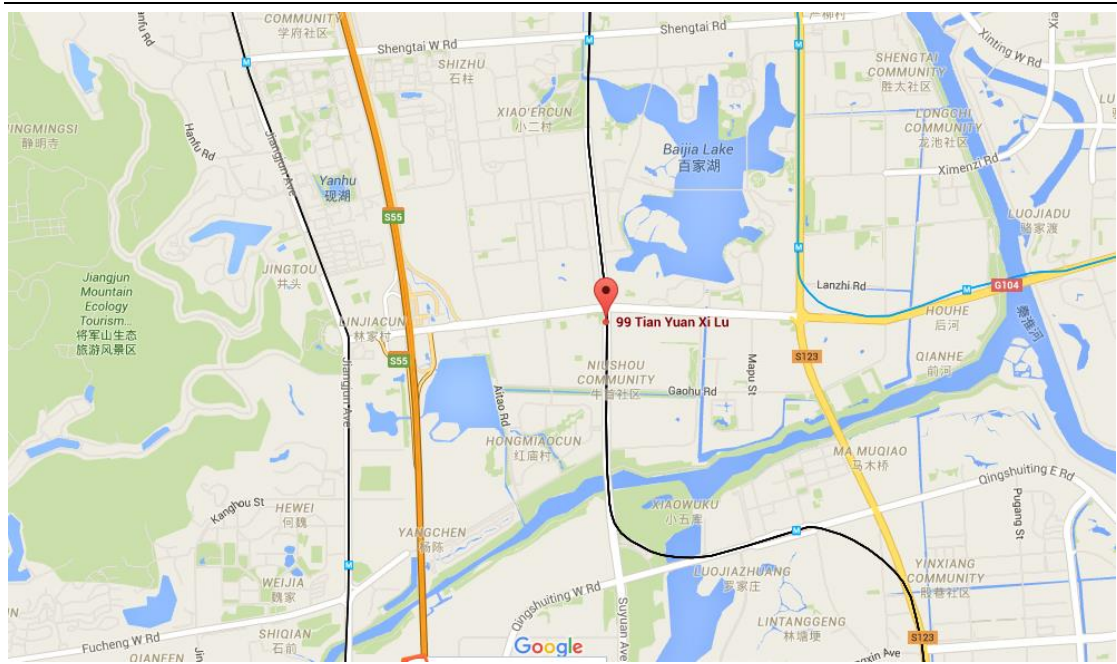 COMMUNITY
学府社区
Shengtai W Rd
Shengtai Rd
SHIZHU
石柱
XIAO'ERCUN
小二村
SHENGTAI
COMMUNITY
胜太社区
Xinting W Rd
LONGCHI
COMMUNITY
龙池社区
Ximenzi Rd
JINGMINGSI
静明寺
Hanfu Rd
Jiangjun Ave
Yanhu
砚湖
Baijia Lake
百家湖
S55
LUOJIADU
骆家渡
JINGTOU
井头
Jiangjun
Mountain
Ecology
Tourism...
将军山生态
旅游风景区
Lanzhi Rd
G104
HOUHE
后河
秦淮河
LINJIACUN
林家村
99 Tian Yuan Xi Lu
S55
S123
QIANHE
前河
NIUSHOU
COMMUNITY
牛首社区
Gaohu Rd
Mapu St
Aitao Rd
Jiangjun Ave
HONGMIAOCUN
红庙村
MA MUQIAO
马木桥
Qingshuiting E Rd
Kanghou St
HEWEI
何魏
XIAOWUKU
小五库
Pugang St
YANGCHEN
杨陈
WEIJIA
魏家
LUOJIAZHUANG
罗家庄
YINXIANG
COMMUNITY
殷巷社区
Qingshuiting W Rd
Suyuan Ave
LINTANGGENG
林塘埂
Fucheng W Rd
SHIQIAN
石前
Google
S123
QIANFEN